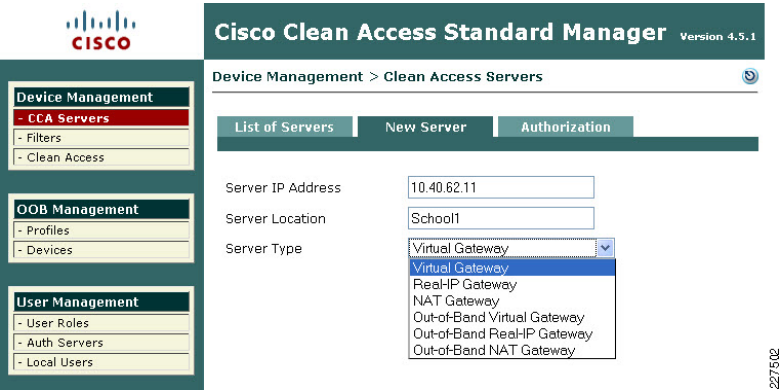 CISCO
Cisco Clean Access Standard Manager Version 4.5.1
Device Management > Clean Access Servers
Device Management
- CCA Servers
- Filters
- Clean Access
OOB Management
- Profiles
- Devices
User Management
- User Roles
- Auth Servers
- Local Users
List of Servers New Server Authorization
Server IP Address 10.40.62.11
Server Location School1
Server Type Virtual Gateway
Virtual Gateway
Real-IP Gateway
NAT Gateway
Out-of-Band Virtual Gateway
Out-of-Band Real-IP Gateway
Out-of-Band NAT Gateway
227502